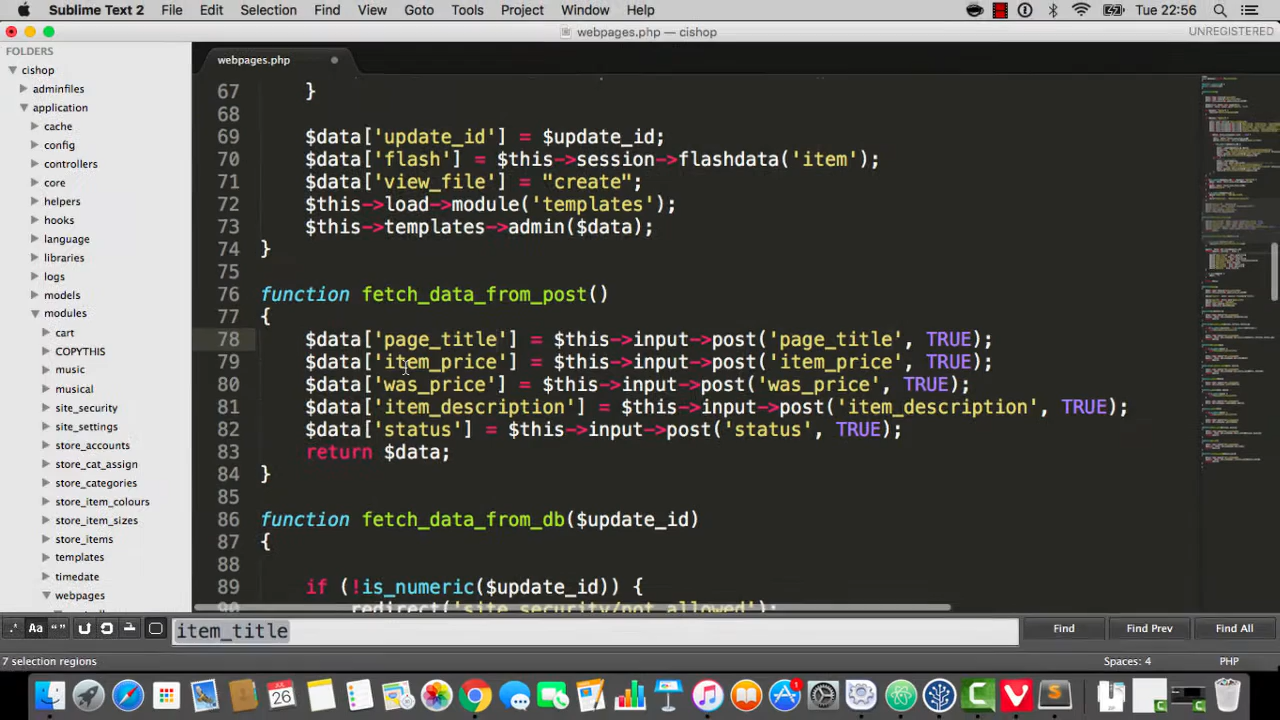 Sublime Text 2 File Edit Selection Find View Goto Tools Project Window Help Tue 22:56
webpages.php — cishop UNREGISTERED
FOLDERS
cishop
adminfiles
application
cache
config
controllers
core
helpers
hooks
language
libraries
logs
models
modules
cart
COPYTHIS
music
musical
site_security
site_settings
store_accounts
store_cat_assign
store_categories
store_item_colours
store_item_sizes
store_items
templates
timedate
webpages
webpages.php
67 }
68
69 $data['update_id'] = $update_id;
70 $data['flash'] = $this->session->flashdata('item');
71 $data['view_file'] = "create";
72 $this->load->module('templates');
73 $this->templates->admin($data);
74 }
75
76 function fetch_data_from_post()
77 {
78 $data['page_title'] = $this->input->post('page_title', TRUE);
79 $data['item_price'] = $this->input->post('item_price', TRUE);
80 $data['was_price'] = $this->input->post('was_price', TRUE);
81 $data['item_description'] = $this->input->post('item_description', TRUE);
82 $data['status'] = $this->input->post('status', TRUE);
83 return $data;
84 }
85
86 function fetch_data_from_db($update_id)
87 {
88
89 if (!is_numeric($update_id)) {
90 redirect('site_security/not_allowed');
.* Aa “” item_title Find Find Prev Find All
7 selection regions Spaces: 4 PHP